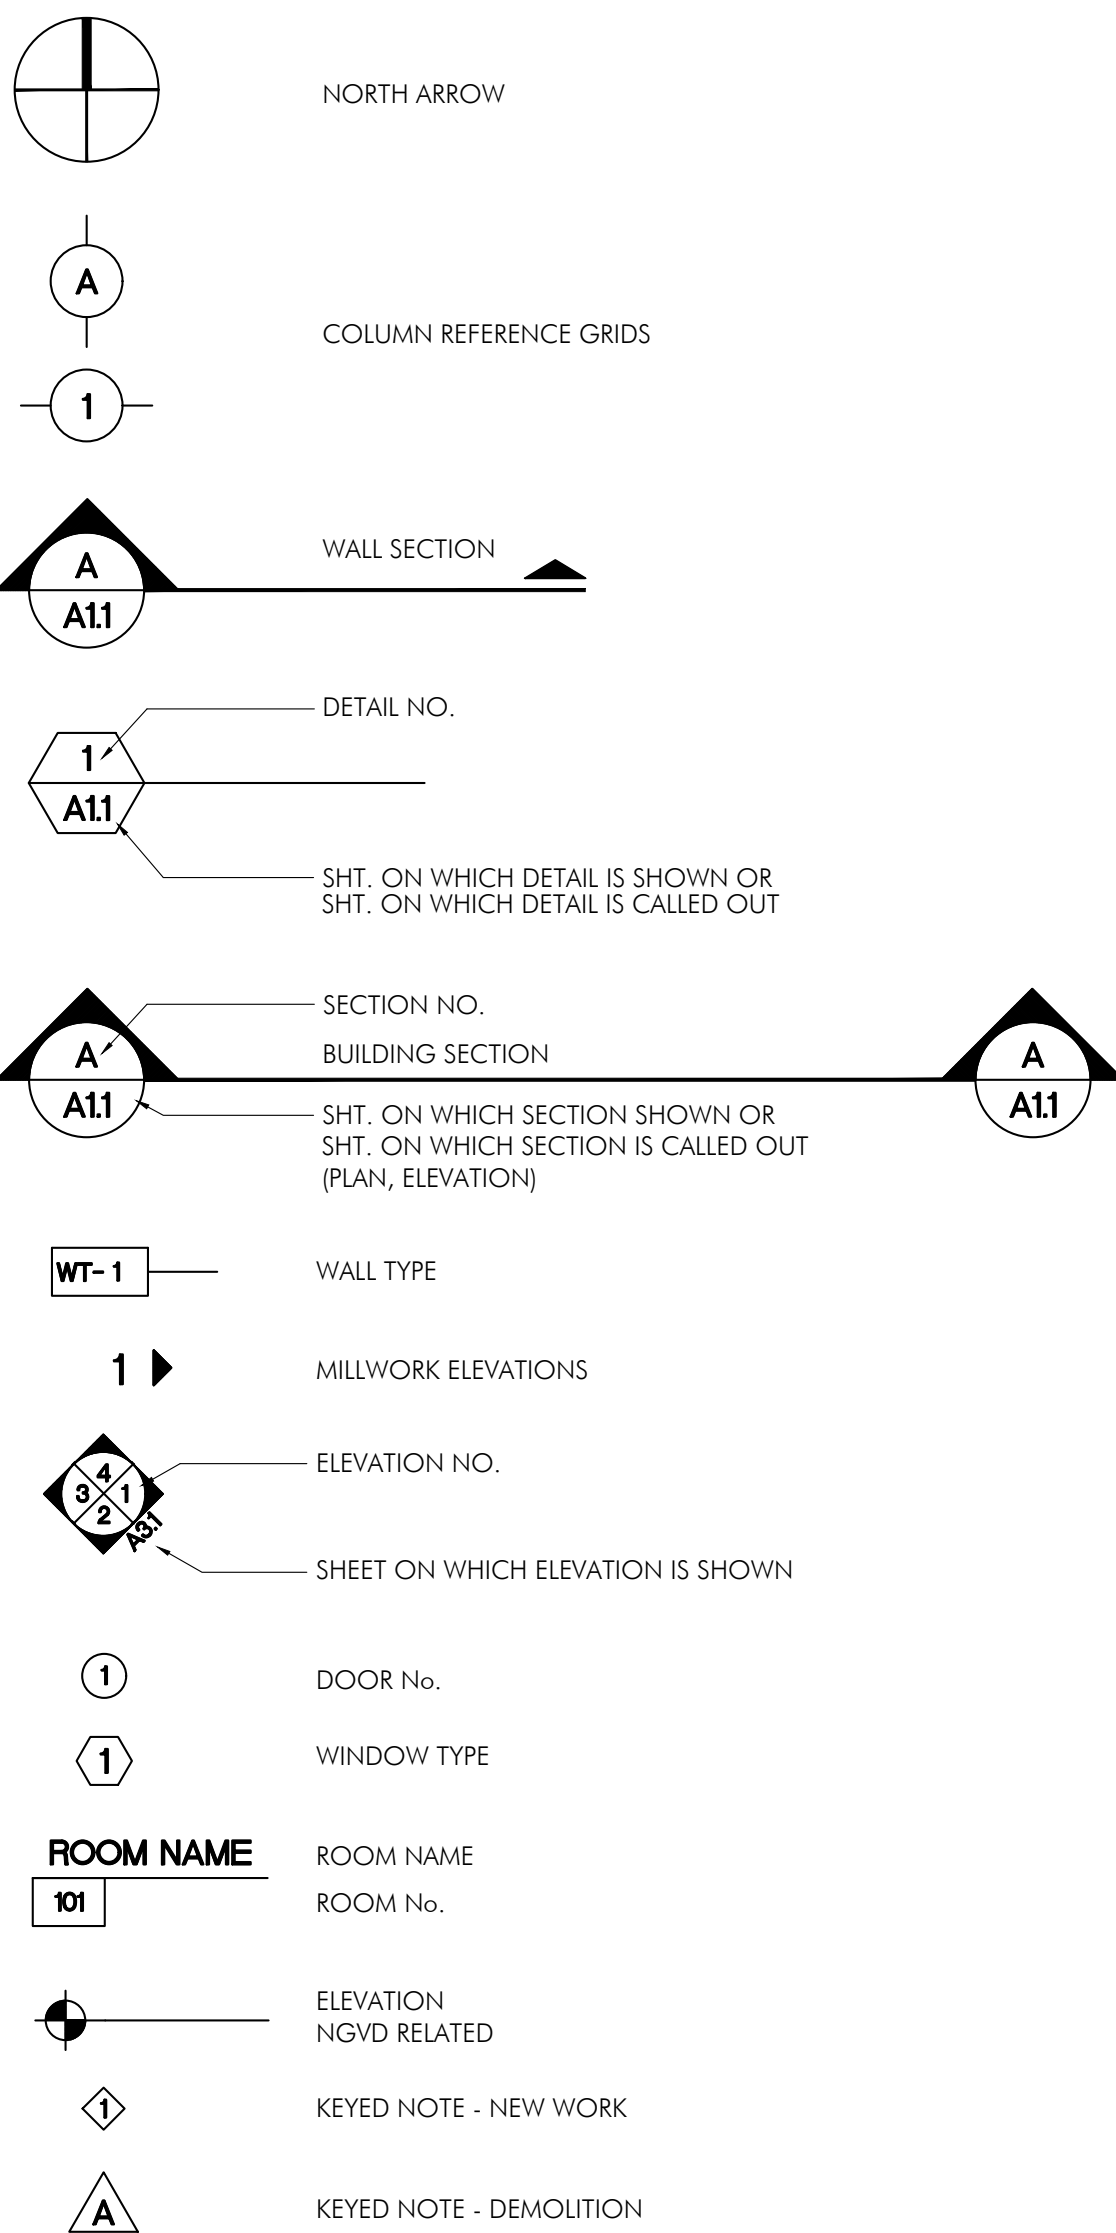 NORTH ARROW
A
COLUMN REFERENCE GRIDS
1
WALL SECTION
A
A1.1
DETAIL NO.
1
A1.1
SHT. ON WHICH DETAIL IS SHOWN OR
SHT. ON WHICH DETAIL IS CALLED OUT
SECTION NO.
A
BUILDING SECTION
A
A1.1
SHT. ON WHICH SECTION SHOWN OR
A1.1
SHT. ON WHICH SECTION IS CALLED OUT
(PLAN, ELEVATION)
WT- 1
WALL TYPE
1
MILLWORK ELEVATIONS
ELEVATION NO.
4
3
1
2
A3.1
SHEET ON WHICH ELEVATION IS SHOWN
1
DOOR No.
1
WINDOW TYPE
ROOM NAME
ROOM NAME
101
ROOM No.
ELEVATION
NGVD RELATED
1
KEYED NOTE - NEW WORK
A
KEYED NOTE - DEMOLITION